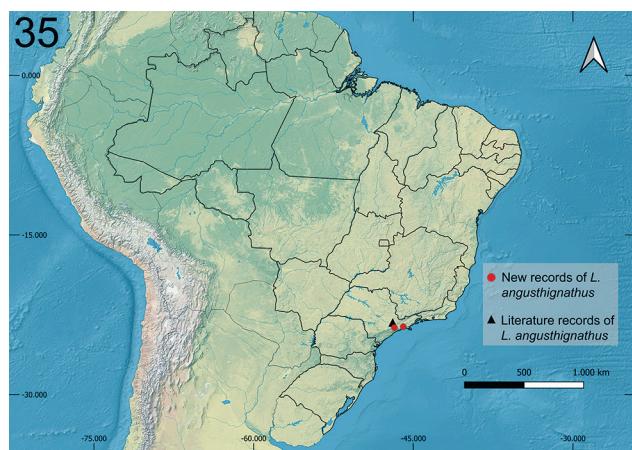 35
0.000
-15.000
-30.000
New records of L.
angusthignathus
Literature records of
L. angusthignathus
0 500 1.000 km
-75.000 -60.000 -45.000 -30.000